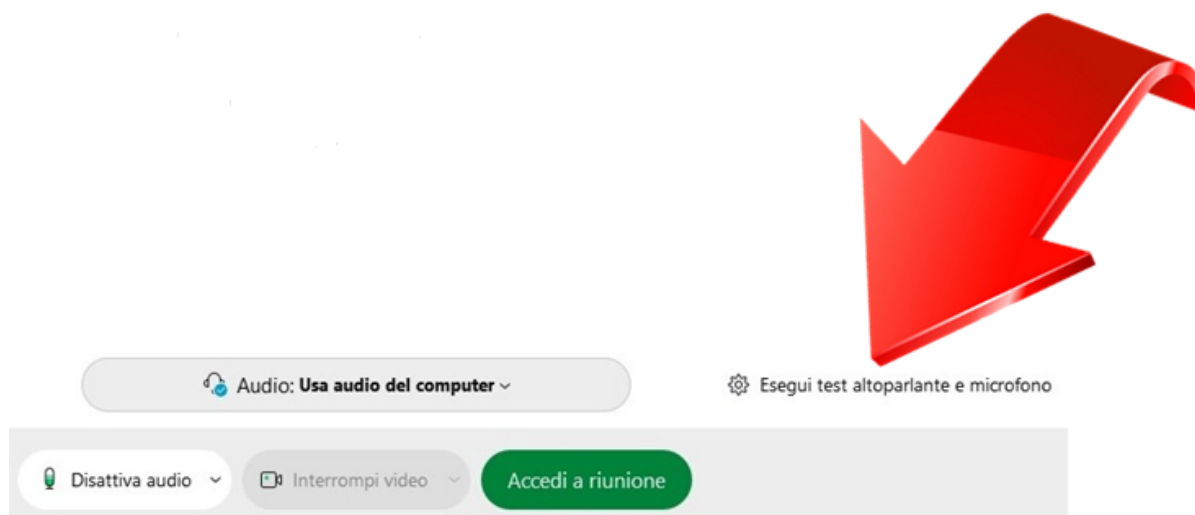 Audio: Usa audio del computer
Esegui test altoparlante e microfono
Disattiva audio
Interrompi video
Accedi a riunione